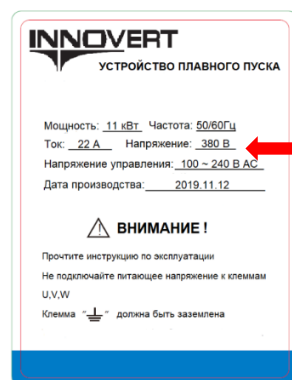 INNOVERT
УСТРОЙСТВО ПЛАВНОГО ПУСКА
Мощность: 11 кВт Частота: 50/60Гц
Ток: 22 А Напряжение: 380 В
Напряжение управления: 100 ~ 240 В AC
Дата производства: 2019.11.12
ВНИМАНИЕ !
Прочтите инструкцию по эксплуатации
Не подключайте питающее напряжение к клеммам
U,V,W
Клемма " " должна быть заземлена